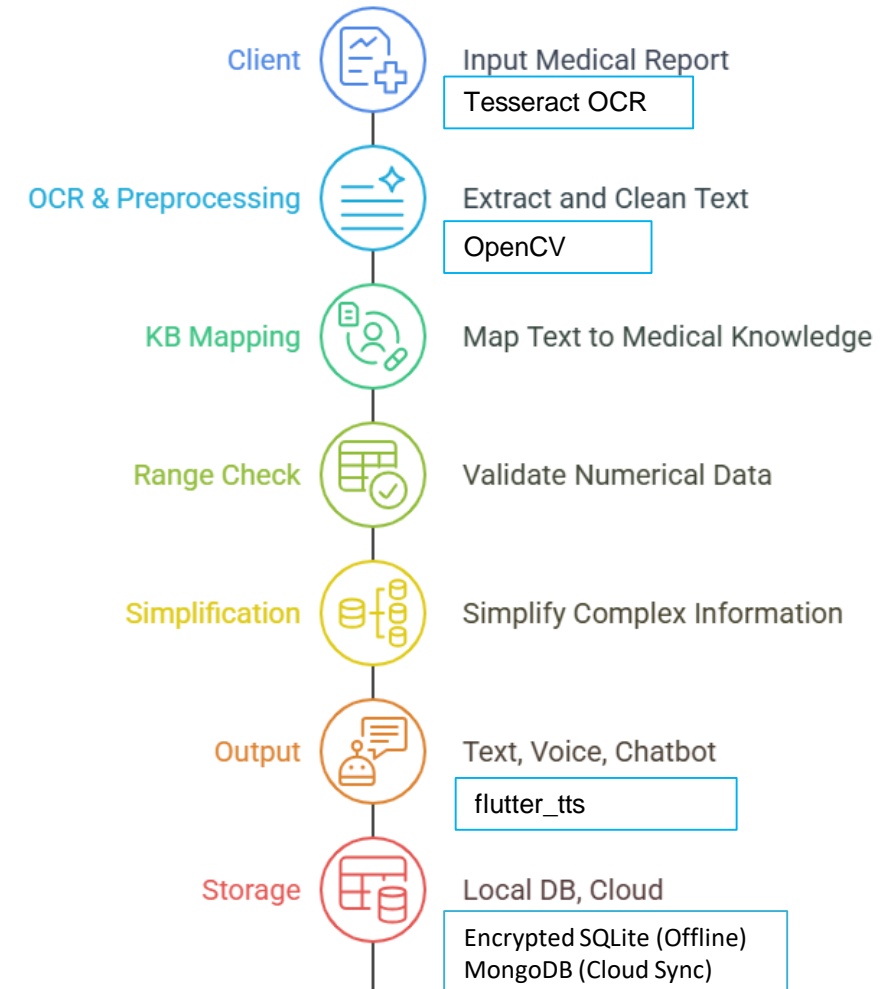 Client
Input Medical Report
Tesseract OCR
OCR & Preprocessing
Extract and Clean Text
OpenCV
KB Mapping
Map Text to Medical Knowledge
Range Check
Validate Numerical Data
Simplification
Simplify Complex Information
Output
Text, Voice, Chatbot
flutter_tts
Storage
Local DB, Cloud
Encrypted SQLite (Offline)
MongoDB (Cloud Sync)